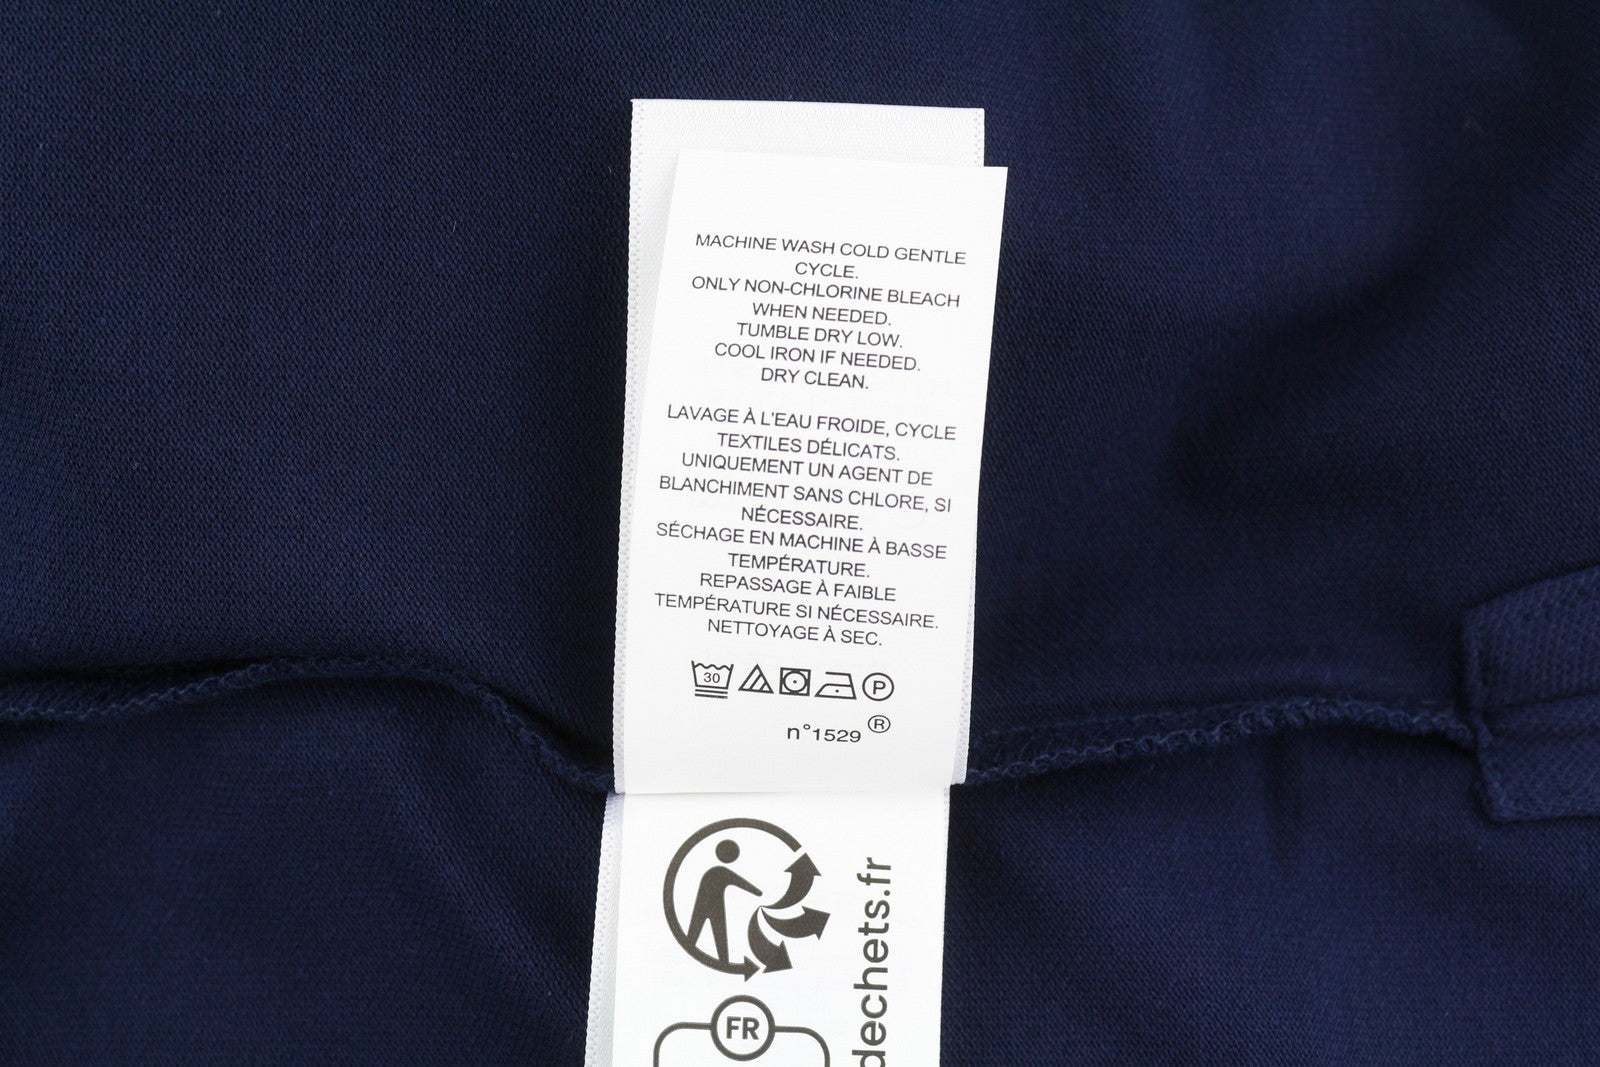 MACHINE WASH COLD GENTLE
CYCLE.
ONLY NON-CHLORINE BLEACH
WHEN NEEDED.
TUMBLE DRY LOW.
COOL IRON IF NEEDED.
DRY CLEAN.
LAVAGE À L'EAU FROIDE, CYCLE
TEXTILES DÉLICATS.
UNIQUEMENT UN AGENT DE
BLANCHIMENT SANS CHLORE, SI
NÉCESSAIRE.
SÉCHAGE EN MACHINE À BASSE
TEMPÉRATURE.
REPASSAGE À FAIBLE
TEMPÉRATURE SI NÉCESSAIRE.
NETTOYAGE À SEC.
30 P
n°1529 ®
dechets.fr
FR